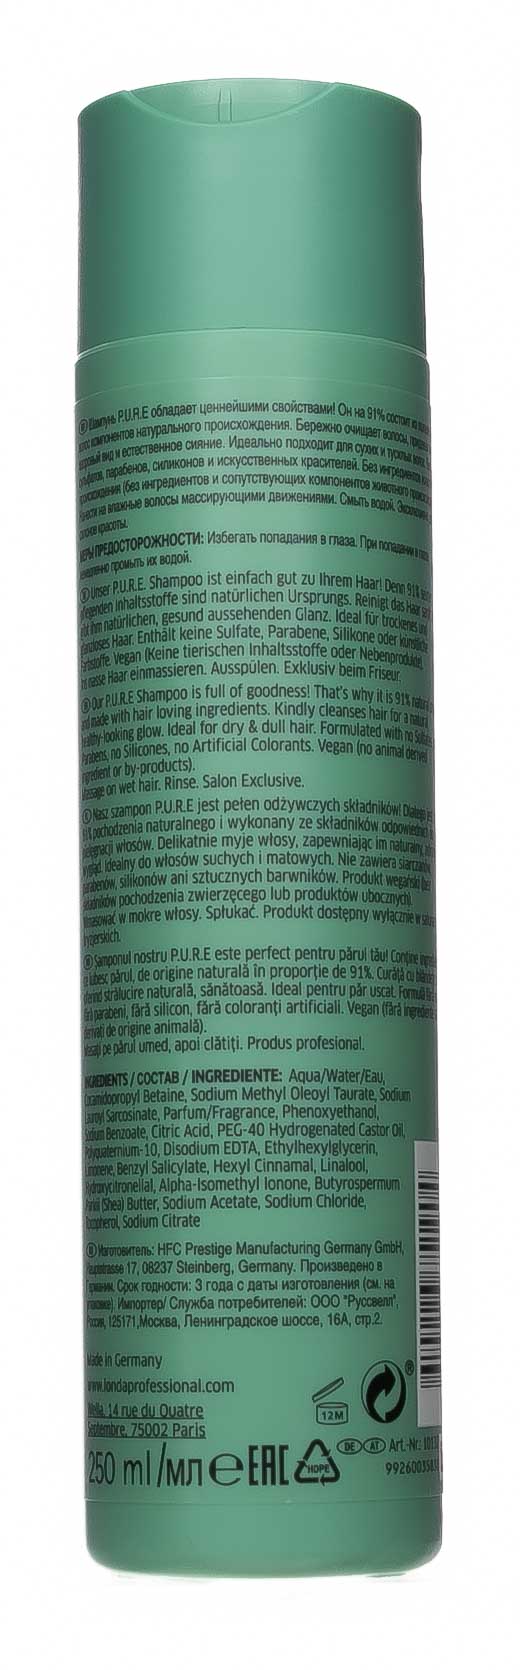 Шампунь P.U.R.E обладает ценнейшими свойствами! Он на 91% состоит из
компонентов натурального происхождения. Бережно очищает волосы,
вид и естественное сияние. Идеально подходит для сухих и тусклых
парабенов, силиконов и искусственных красителей. Без ингредиентов
происхождения (без ингредиентов и сопутствующих компонентов животного
на влажные волосы массирующими движениями. Смыть водой.
красоты.
МЕРЫ ПРЕДОСТОРОЖНОСТИ: Избегать попадания в глаза. При попадании в
промыть их водой.
Unser P.U.R.E. Shampoo ist einfach gut zu Ihrem Haar! Denn 91%
Inhaltsstoffe sind natürlichen Ursprungs. Reinigt das Haar
ihm natürlichen, gesund aussehenden Glanz. Ideal für trockenes und
Haar. Enthält keine Sulfate, Parabene, Silikone oder künstliche
Farbstoffe. Vegan (Keine tierischen Inhaltsstoffe oder Nebenprodukte).
Ins nasse Haar einmassieren. Ausspülen. Exklusiv beim Friseur.
Our P.U.R.E Shampoo is full of goodness! That's why it is 91% natural
and made with hair loving ingredients. Kindly cleanses hair for a natural,
healthy-looking glow. Ideal for dry & dull hair. Formulated with no Sulfates,
Parabens, no Silicones, no Artificial Colorants. Vegan (no animal derived
ingredient or by-products).
Massage on wet hair. Rinse. Salon Exclusive.
Nasz szampon P.U.R.E jest pełen odżywczych składników! Dlatego jest
91% pochodzenia naturalnego i wykonany ze składników odpowiednich
pielęgnacji włosów. Delikatnie myje włosy, zapewniając im naturalny,
wygląd. Idealny do włosów suchych i matowych. Nie zawiera siarczanów,
parabenów, silikonów ani sztucznych barwników. Produkt wegański (bez
składników pochodzenia zwierzęcego lub produktów ubocznych).
Wmasować w mokre włosy. Spłukać. Produkt dostępny wyłącznie w
fryzjerskich.
Șamponul nostru P.U.R.E este perfect pentru părul tău! Conține
iubesc părul, de origine naturală în proporție de 91%. Curăță cu
oferind strălucire naturală, sănătoasă. Ideal pentru păr uscat. Formulă fără
parabeni, fără silicon, fără coloranți artificiali. Vegan (fără ingrediente
derivați de origine animală).
Masați pe părul umed, apoi clătiți. Produs profesional.
INGREDIENTS / СОСТАВ / INGREDIENTE: Aqua/Water/Eau,
Cocamidopropyl Betaine, Sodium Methyl Oleoyl Taurate, Sodium
Lauroyl Sarcosinate, Parfum/Fragrance, Phenoxyethanol,
Sodium Benzoate, Citric Acid, PEG-40 Hydrogenated Castor Oil,
Polyquaternium-10, Disodium EDTA, Ethylhexylglycerin,
Limonene, Benzyl Salicylate, Hexyl Cinnamal, Linalool,
Hydroxycitronellal, Alpha-Isomethyl Ionone, Butyrospermum
Parkii (Shea) Butter, Sodium Acetate, Sodium Chloride,
Tocopherol, Sodium Citrate
Изготовитель: HFC Prestige Manufacturing Germany GmbH,
Hauptstrasse 17, 08237 Steinberg, Germany. Произведено в
Германии. Срок годности: 3 года с даты изготовления (см. на
упаковке). Импортер/ Служба потребителей: ООО "Руссвелл",
Россия, 125171,Москва, Ленинградское шоссе, 16А, стр.2.
Made in Germany
www.londaprofessional.com
Wella, 14 rue du Quatre
Septembre, 75002 Paris
12M
®
DE AT Art.-Nr.:
250 ml /мл e EAC HDPE